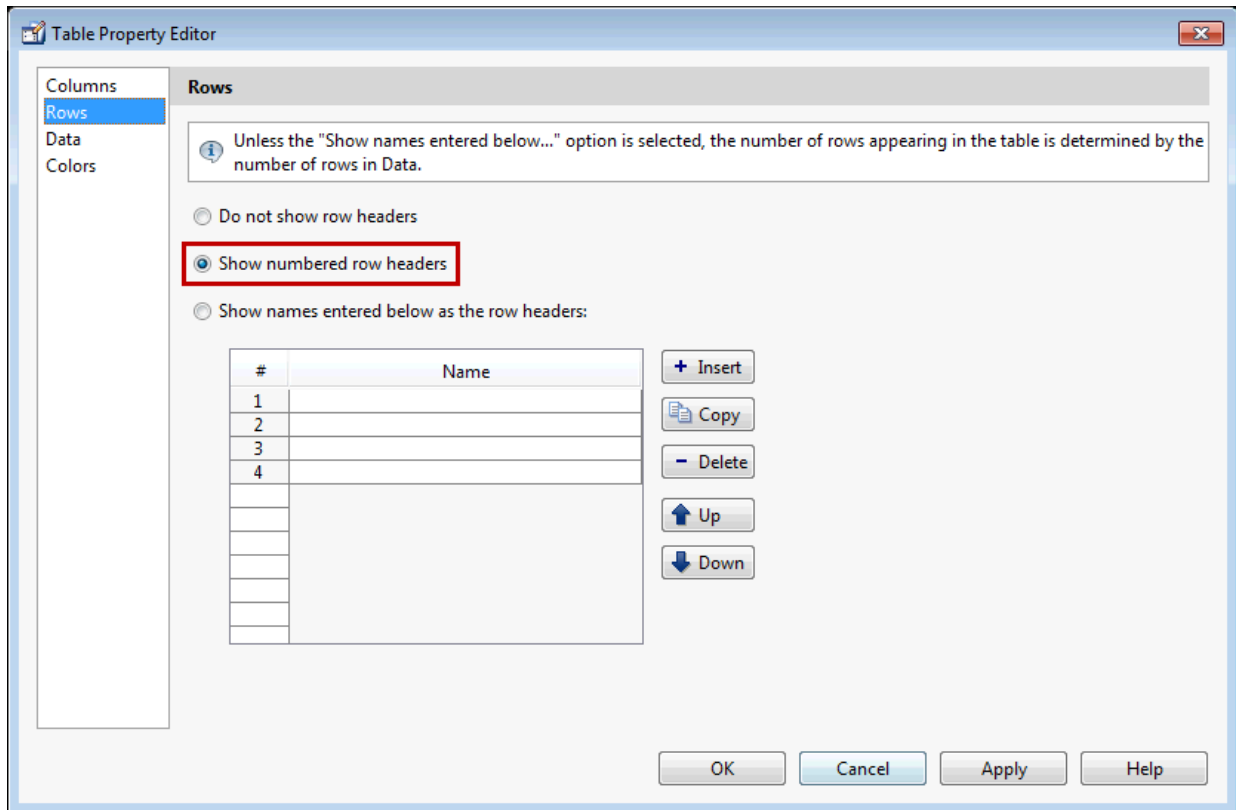 Table Property Editor
Columns
Rows
Data
Colors
Rows
Unless the "Show names entered below..." option is selected, the number of rows appearing in the table is determined by the
number of rows in Data.
Do not show row headers
Show numbered row headers
Show names entered below as the row headers:
# Name
1
2
3
4
+ Insert
Copy
- Delete
Up
Down
OK Cancel Apply Help